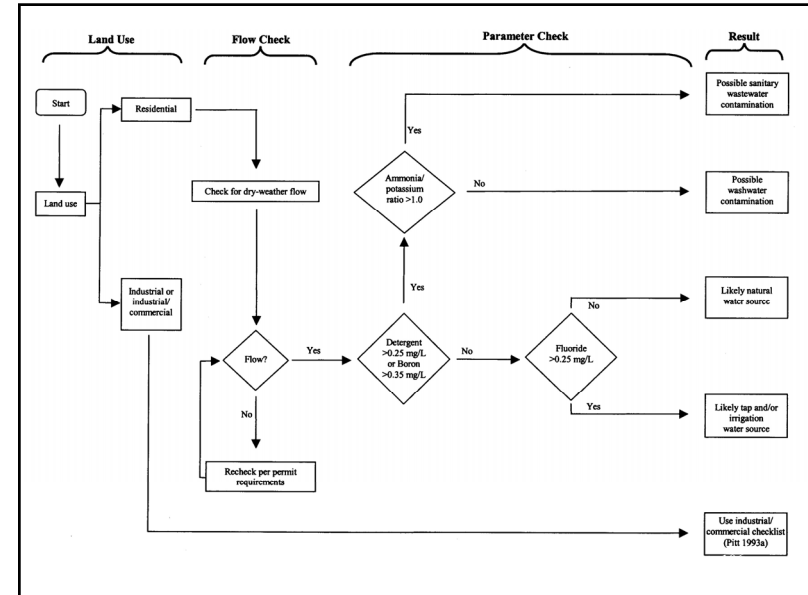 Land Use
Flow Check
Parameter Check
Result
Start
Residential
Land use
Industrial or
industrial/
commercial
Check for dry-weather flow
Flow?
Yes
No
Recheck per permit
requirements
Detergent
>0.25 mg/L
or Boron
>0.35 mg/L
Yes
No
Ammonia/
potassium
ratio >1.0
Yes
No
Fluoride
>0.25 mg/L
No
Yes
Possible sanitary
wastewater
contamination
Possible
washwater
contamination
Likely natural
water source
Likely tap and/or
irrigation
water source
Use industrial/
commercial checklist
(Pitt 1993a)